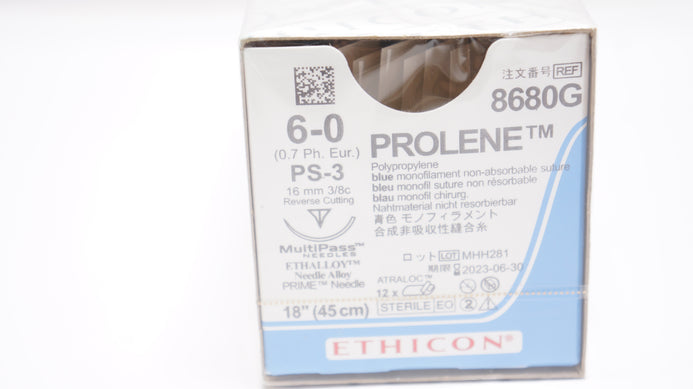 注文番号 REF
8680G
6-0
(0.7 Ph. Eur.)
PS-3
16 mm 3/8c
Reverse Cutting
MultiPass™
NEEDLES
ETHALLOY™
Needle Alloy
PRIME™ Needle
18" (45 cm)
PROLENE™
Polypropylene
blue monofilament non-absorbable suture
bleu monofil suture non résorbable
blau monofil chirurg.
Nahtmaterial nicht resorbierbar
青色 モノフィラメント
合成非吸収性縫合糸
ロット LOT MHH281
期限 2023-06-30
ATRALOC™
12 x
STERILE EO 2
ETHICON®